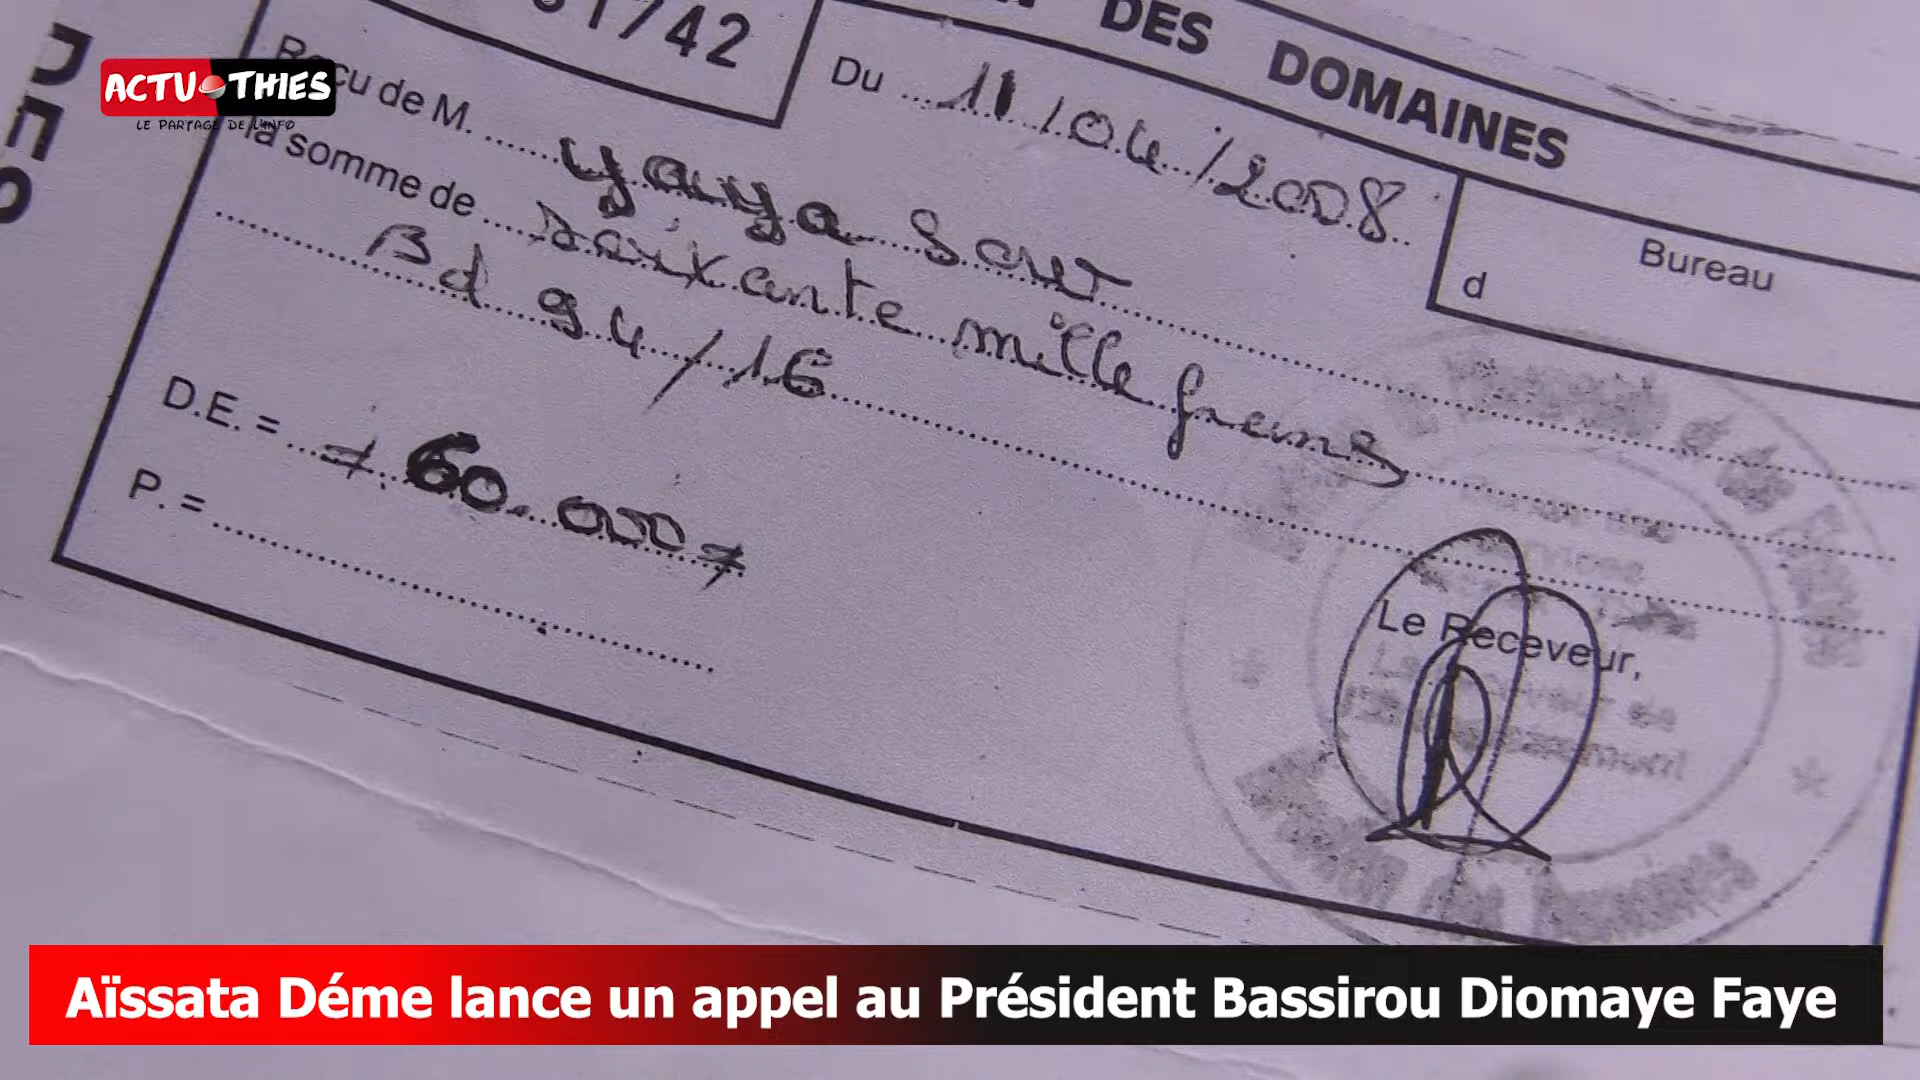 DES DOMAINES
1742
Du 11/04/2008
Bureau
d
ACTU THIES
LE PARTAGE DE L'INFO
Reçu de M. yaya Sow
la somme de Soixante mille francs
Bd 94/16
D.E. = 60.000
P. =
Le Receveur,
Aïssata Déme lance un appel au Président Bassirou Diomaye Faye